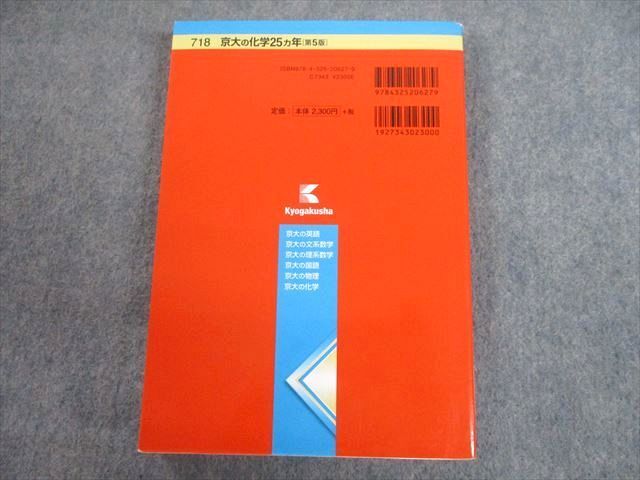 718 京大の化学25カ年[第5版]
ISBN978-4-325-20627-9
C7343 ¥2300E
9784325206279
定価：本体 2,300円+税
1927343023000
Kyogakusha
京大の英語
京大の文系数学
京大の理系数学
京大の国語
京大の物理
京大の化学